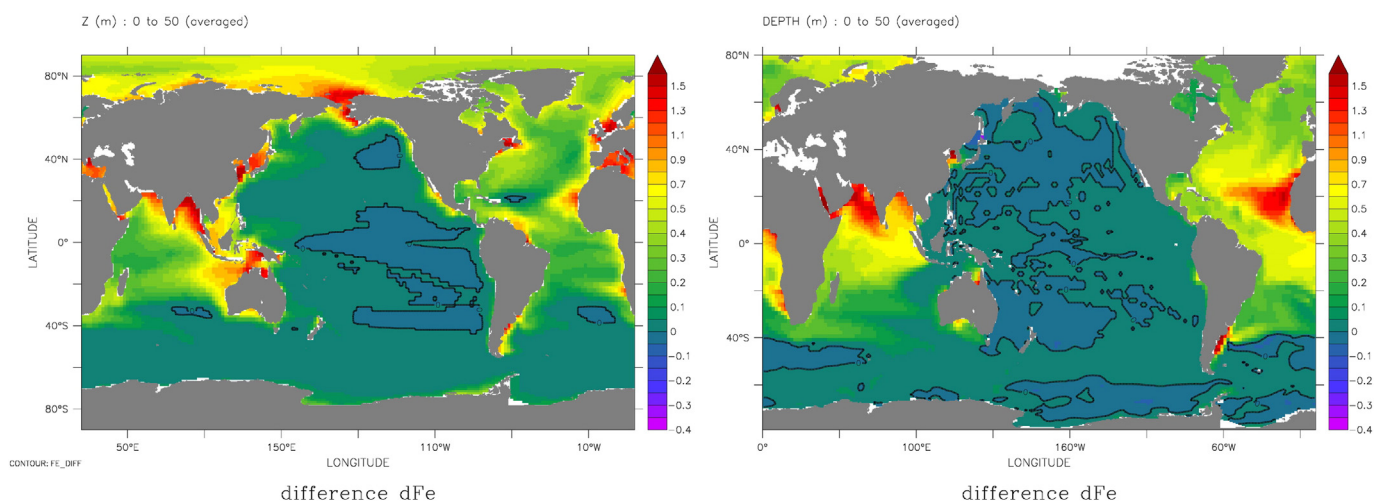 Z (m) : 0 to 50 (averaged)
80°N
40°N
0°
40°S
80°S
LATITUDE
50°E
150°E
110°W
10°W
LONGITUDE
1.5
1.3
1.1
0.9
0.7
0.5
0.4
0.3
0.2
0.1
0
-0.1
-0.2
-0.3
-0.4
CONTOUR: FE_DIFF
difference dFe
DEPTH (m) : 0 to 50 (averaged)
80°N
40°N
0°
40°S
LATITUDE
0°
100°E
160°W
60°W
LONGITUDE
1.5
1.3
1.1
0.9
0.7
0.5
0.4
0.3
0.2
0.1
0
-0.1
-0.2
-0.3
-0.4
difference dFe